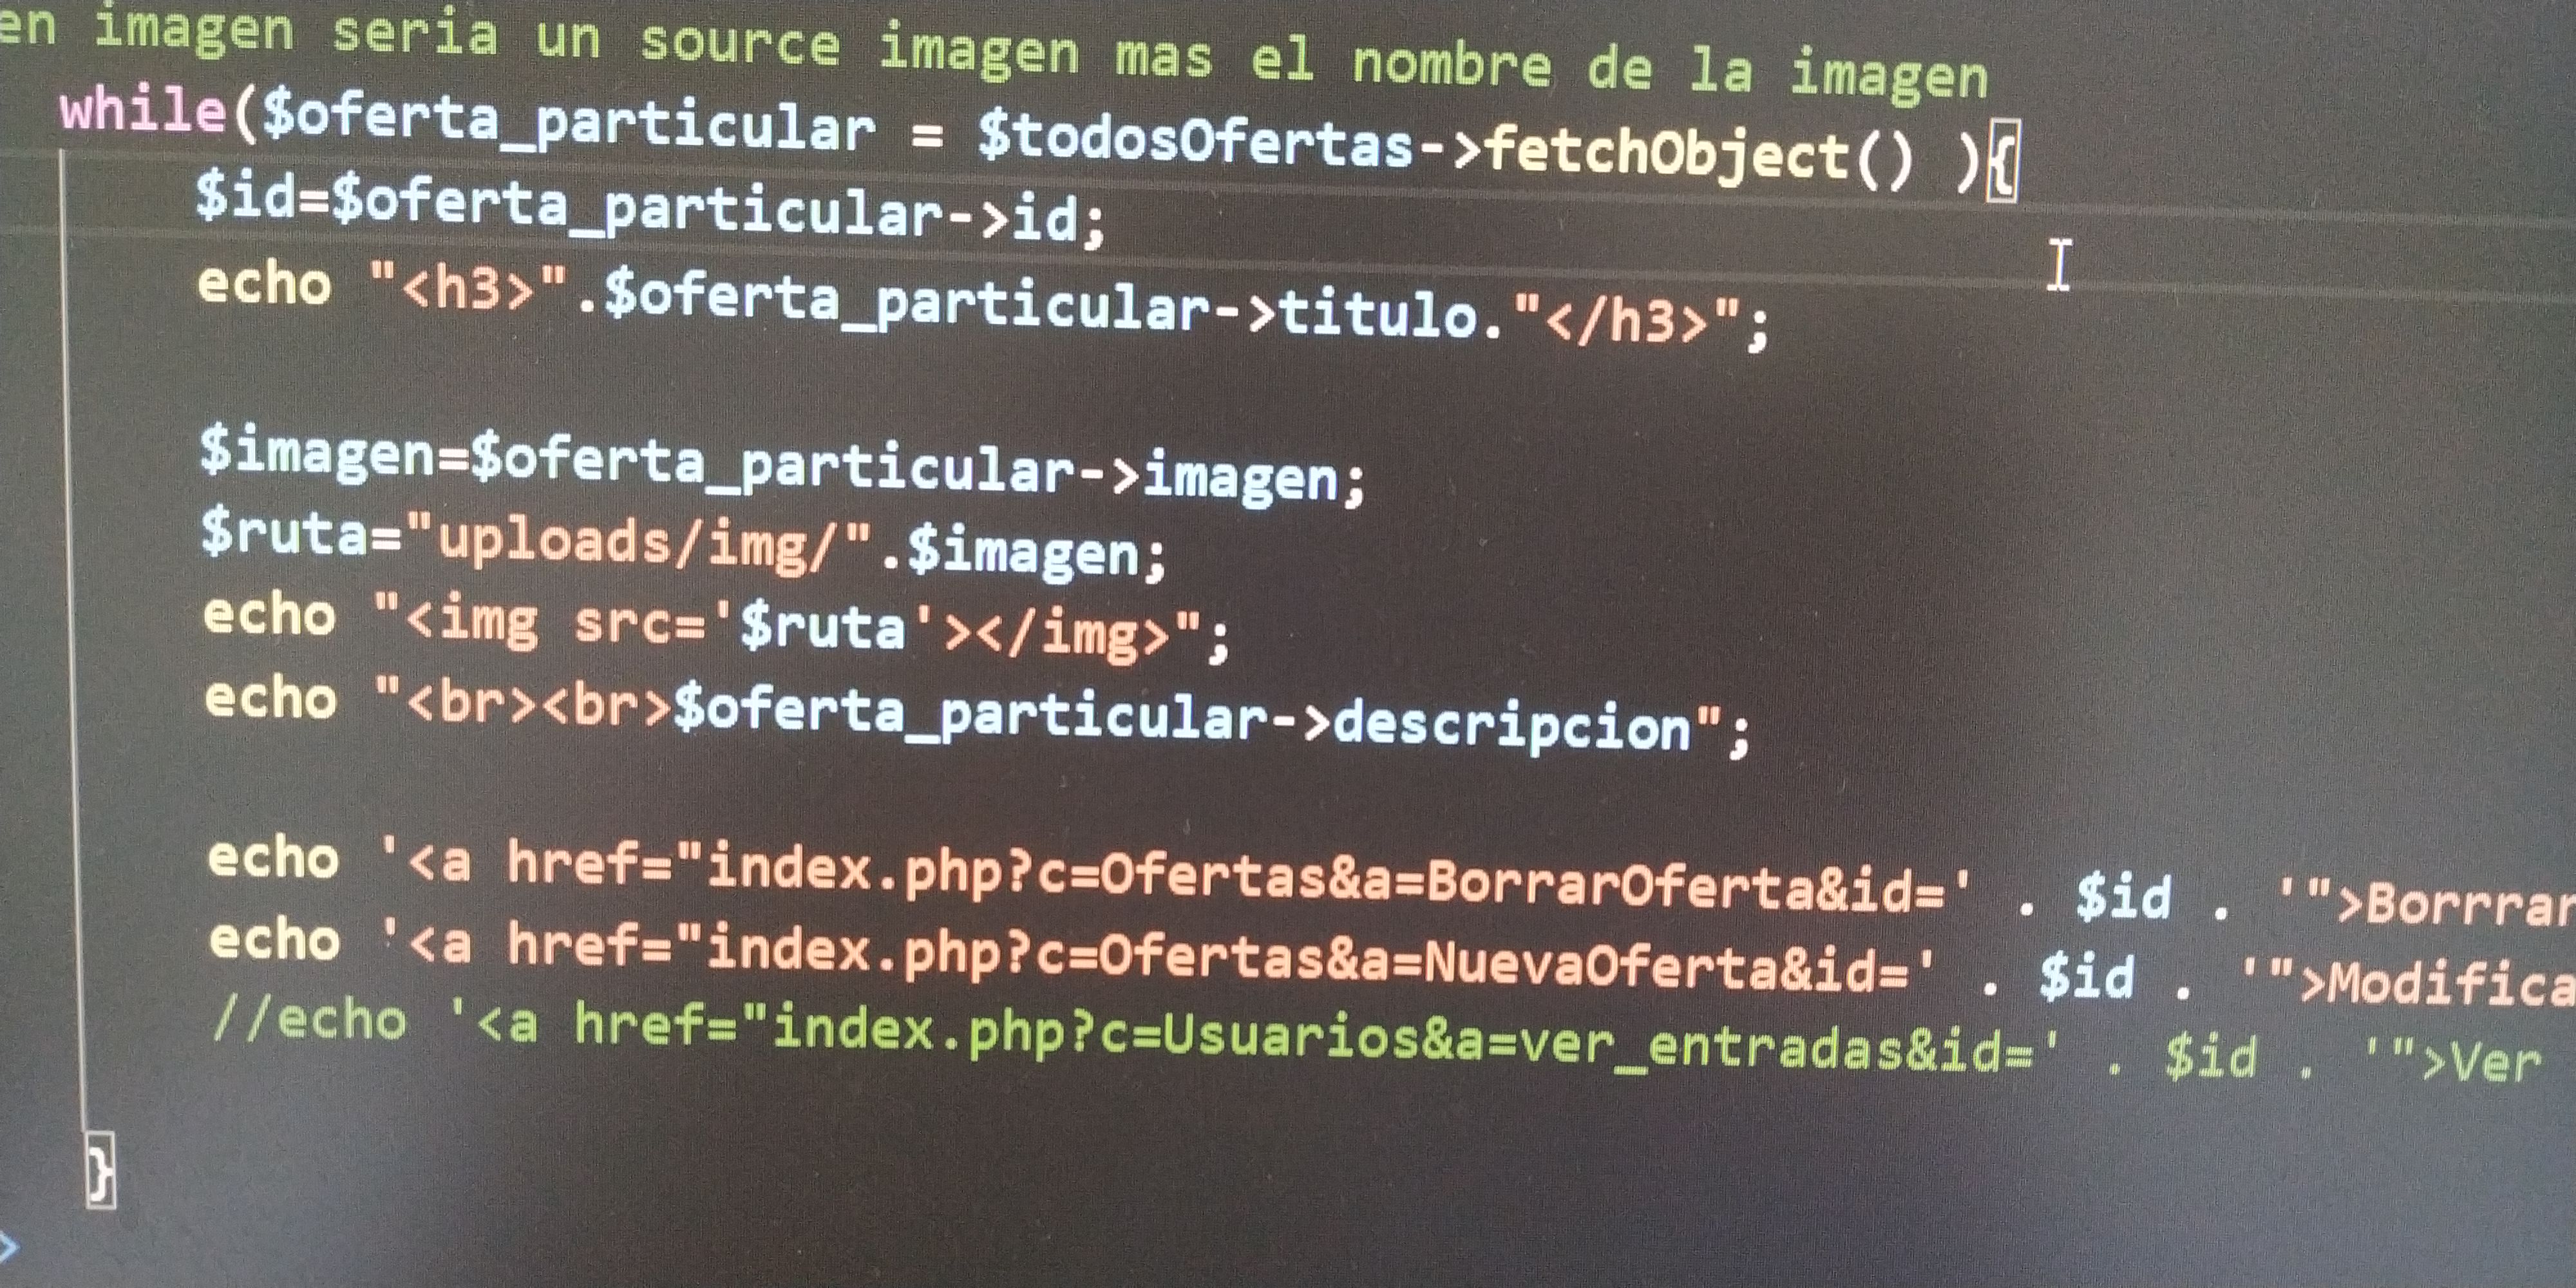 en imagen seria un source imagen mas el nombre de la imagen
while($oferta_particular = $todosOfertas->fetchObject() ){
$id=$oferta_particular->id;
echo "<h3>".$oferta_particular->titulo."</h3>";
$imagen=$oferta_particular->imagen;
$ruta="uploads/img/".$imagen;
echo "<img src='$ruta'></img>";
echo "<br><br>$oferta_particular->descripcion";
echo '<a href="index.php?c=Ofertas&a=BorrarOferta&id=' . $id . '">Borrar
echo '<a href="index.php?c=Ofertas&a=NuevaOferta&id=' . $id . '">Modifica
//echo '<a href="index.php?c=Usuarios&a=ver_entradas&id=' . $id . '">Ver
}